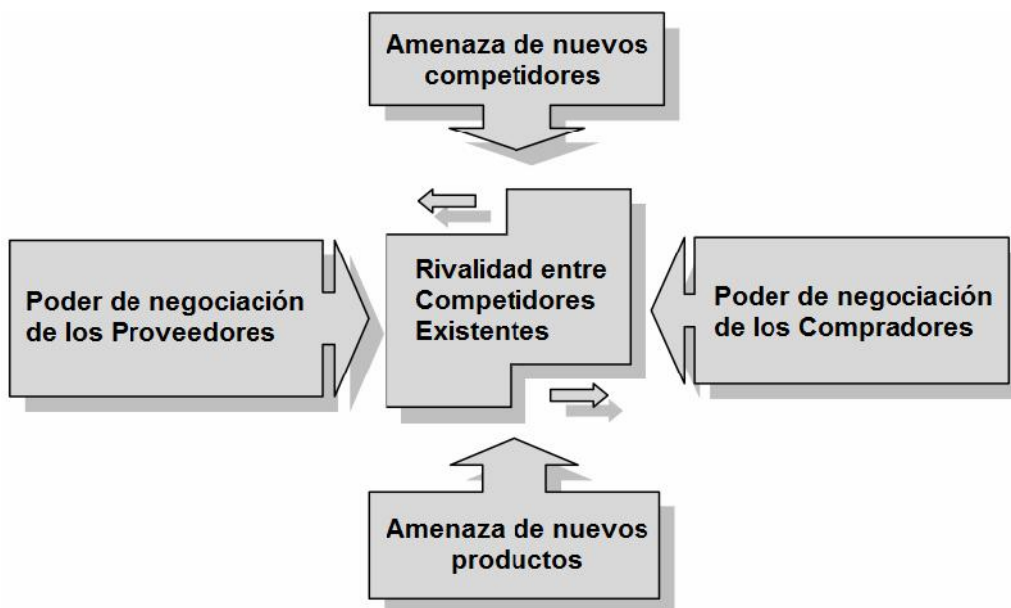 Amenaza de nuevos
competidores
Poder de negociación
de los Proveedores
Rivalidad entre
Competidores
Existentes
Poder de negociación
de los Compradores
Amenaza de nuevos
productos